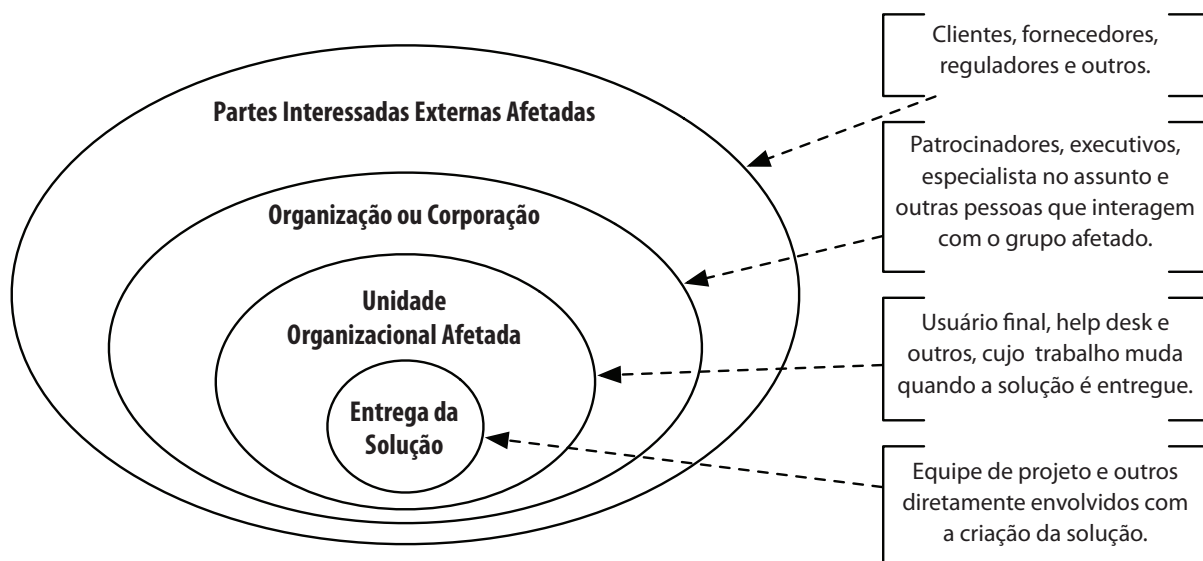 Partes Interessadas Externas Afetadas
Organização ou Corporação
Unidade
Organizacional Afetada
Entrega da
Solução
Clientes, fornecedores,
reguladores e outros.
Patrocinadores, executivos,
especialista no assunto e
outras pessoas que interagem
com o grupo afetado.
Usuário final, help desk e
outros, cujo trabalho muda
quando a solução é entregue.
Equipe de projeto e outros
diretamente envolvidos com
a criação da solução.